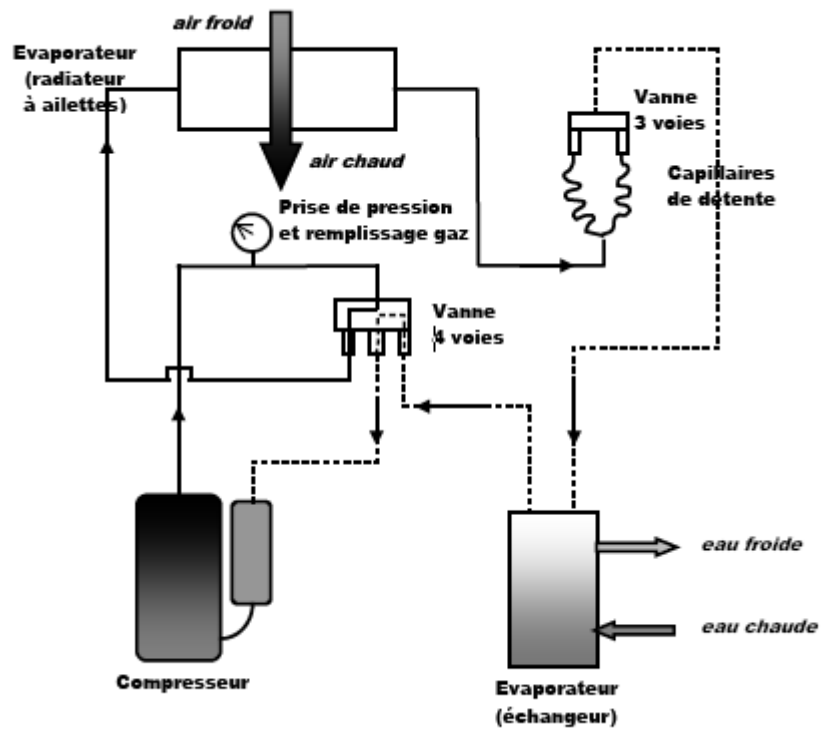 air froid
Evaporateur
(radiateur
à ailettes)
air chaud
Vanne
3 voies
Capillaires
de détente
Prise de pression
et remplissage gaz
Vanne
4 voies
eau froide
eau chaude
Compresseur
Evaporateur
(échangeur)